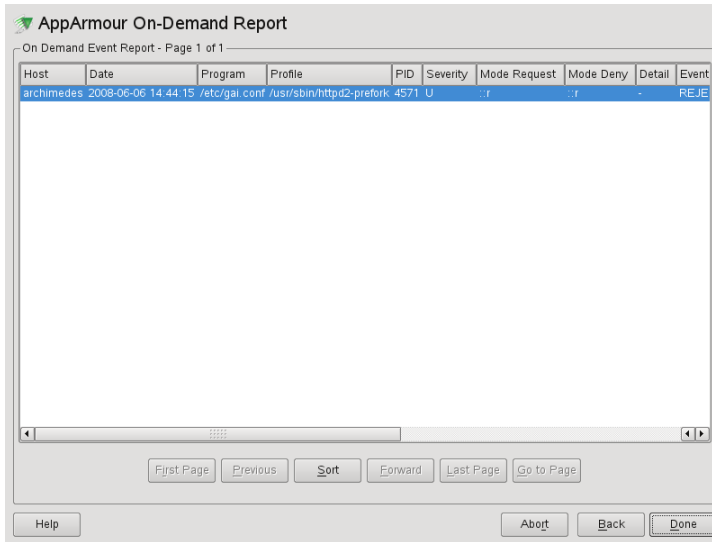 AppArmour On-Demand Report
On Demand Event Report - Page 1 of 1
Host Date Program Profile PID Severity Mode Request Mode Deny Detail Event
archimedes 2008-06-06 14:44:15 /etc/gai.conf /usr/sbin/httpd2-prefork 4571 U ::r ::r - REJE
First Page Previous Sort Forward Last Page Go to Page
Help Abort Back Done